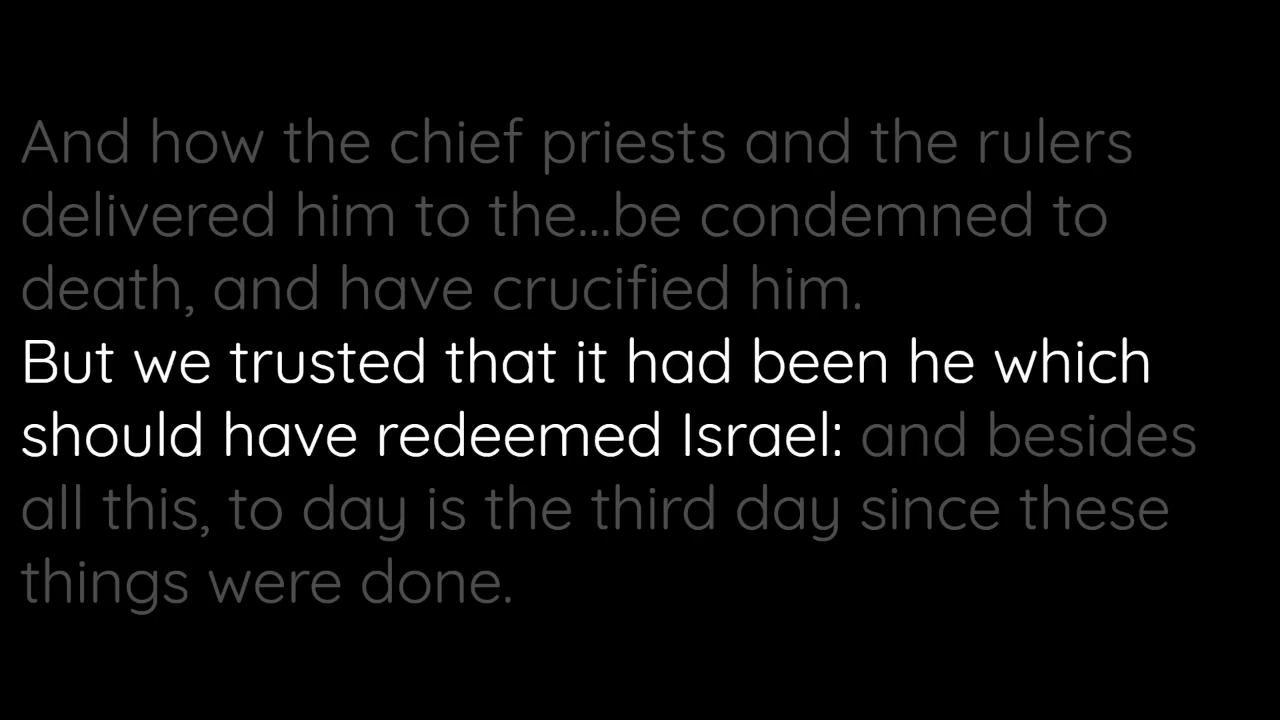 And how the chief priests and the rulers
delivered him to the...be condemned to
death, and have crucified him.
But we trusted that it had been he which
should have redeemed Israel: and besides
all this, to day is the third day since these
things were done.